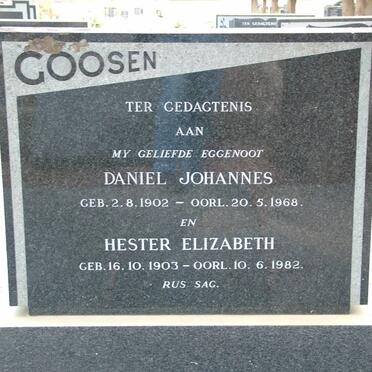 GOOSEN
TER GEDAGTENIS
AAN
MY GELIEFDE EGGENOOT
DANIEL JOHANNES
GEB. 2. 8. 1902 – OORL. 20. 5. 1968.
EN
HESTER ELIZABETH
GEB. 16. 10. 1903 – OORL. 10. 6. 1982.
RUS SAG.